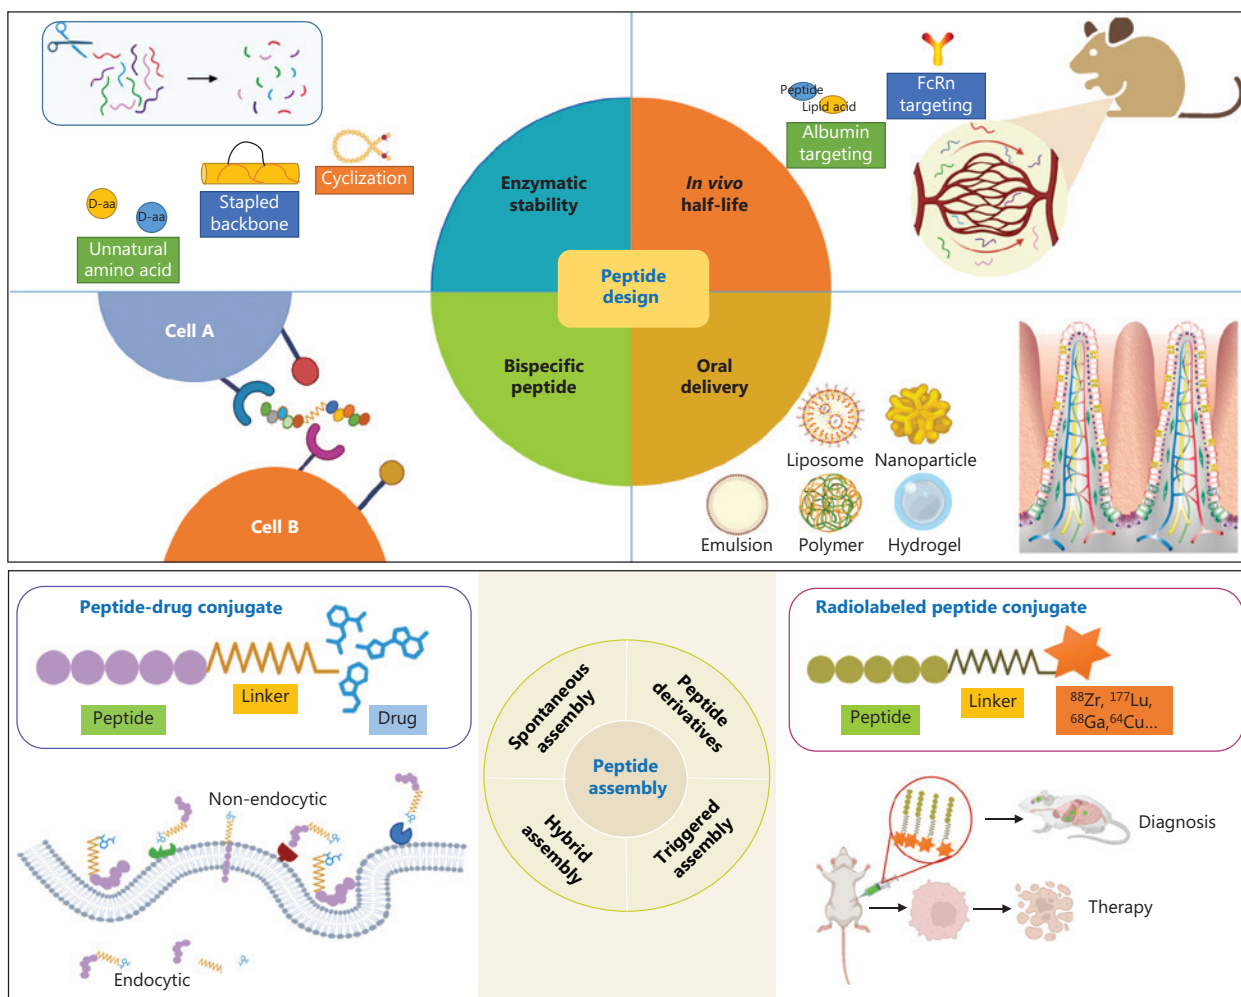 Enzymatic
stability
In vivo
half-life
Peptide
design
Bispecific
peptide
Oral
delivery
Cyclization
Stapled
backbone
D-aa
D-aa
Unnatural
amino acid
FcRn
targeting
Peptide
Lipid acid
Albumin
targeting
Cell A
Cell B
Liposome
Nanoparticle
Emulsion
Polymer
Hydrogel
Peptide-drug conjugate
Linker
Peptide
Drug
Non-endocytic
Endocytic
Spontaneous
assembly
Peptide
derivatives
Peptide
assembly
Hybrid
assembly
Triggered
assembly
Radiolabeled peptide conjugate
Linker
Peptide
⁸⁸Zr, ¹⁷⁷Lu,
⁶⁸Ga,⁶⁴Cu...
Diagnosis
Therapy